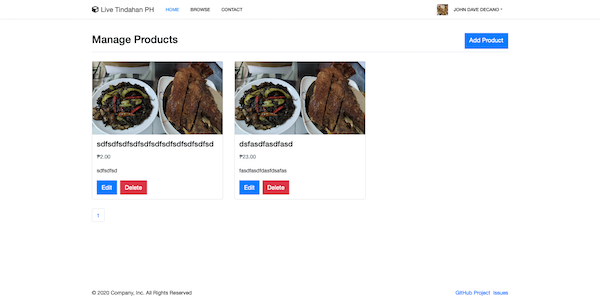 Live Tindahan PH HOME BROWSE CONTACT JOHN DAVE DECANO
Manage Products Add Product
sdfsdfsdfsdfsdfsdfsdfsdfsdfsdfsd
₱2.00
sdfsdfsd
Edit Delete
dsfasdfasdfasd
₱23.00
fasdfasdfdasfdsafas
Edit Delete
1
© 2020 Company, Inc. All Rights Reserved GitHub Project Issues